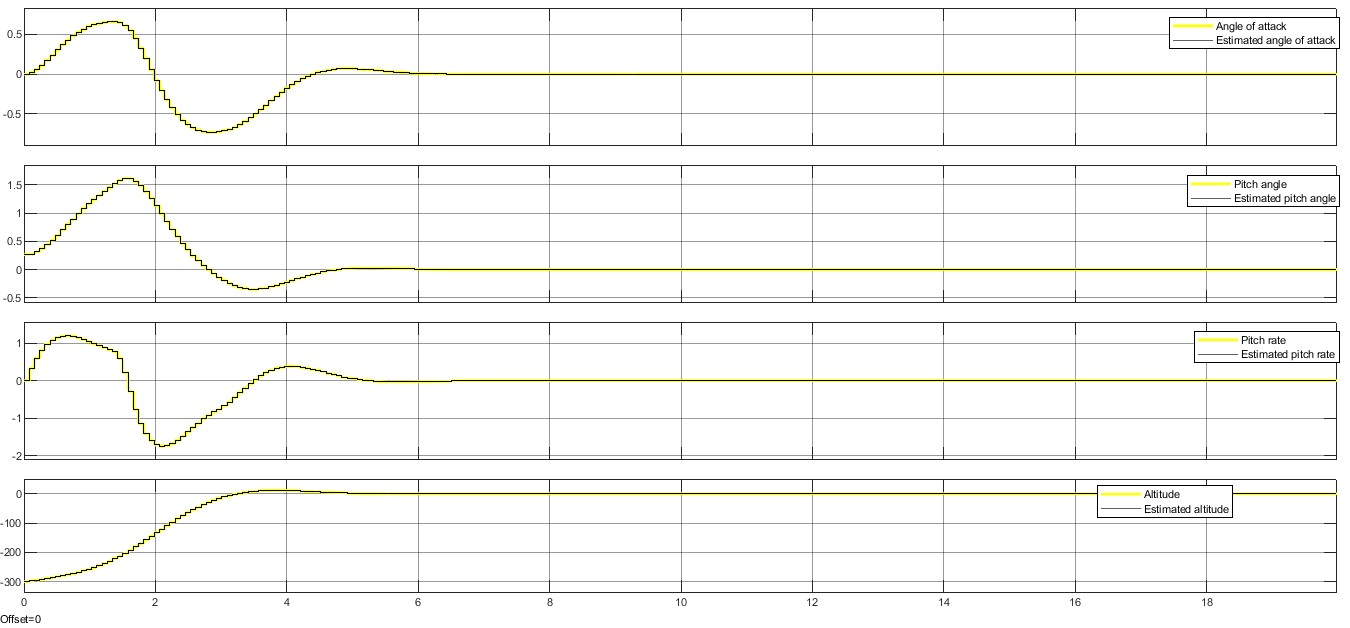 Angle of attack
Estimated angle of attack
0.5
0
-0.5
Pitch angle
Estimated pitch angle
1.5
1
0.5
0
-0.5
Pitch rate
Estimated pitch rate
1
0
-1
-2
Altitude
Estimated altitude
0
-100
-200
-300
0 2 4 6 8 10 12 14 16 18
Offset=0